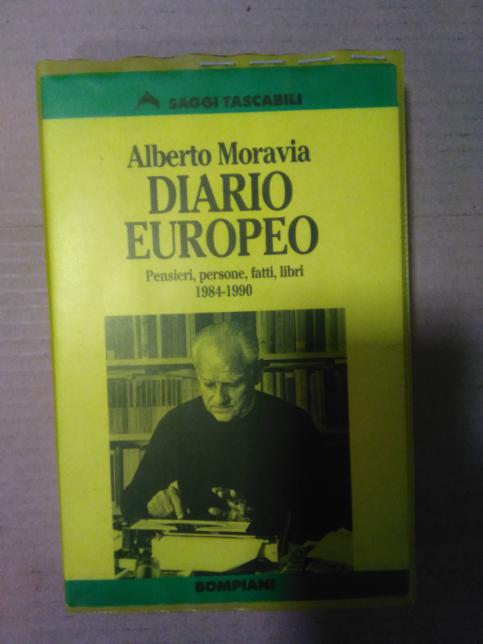 SAGGI TASCABILI
Alberto Moravia
DIARIO
EUROPEO
Pensieri, persone, fatti, libri
1984-1990
BOMPIANI